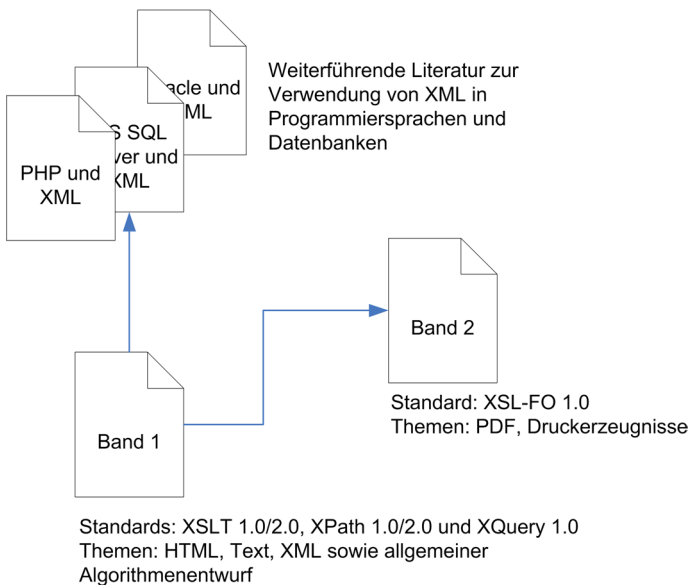 und
ML
S SQL
ver und
XML
PHP und
XML
Weiterführende Literatur zur
Verwendung von XML in
Programmiersprachen und
Datenbanken
Band 2
Standard: XSL-FO 1.0
Themen: PDF, Druckerzeugnisse
Band 1
Standards: XSLT 1.0/2.0, XPath 1.0/2.0 und XQuery 1.0
Themen: HTML, Text, XML sowie allgemeiner
Algorithmenentwurf